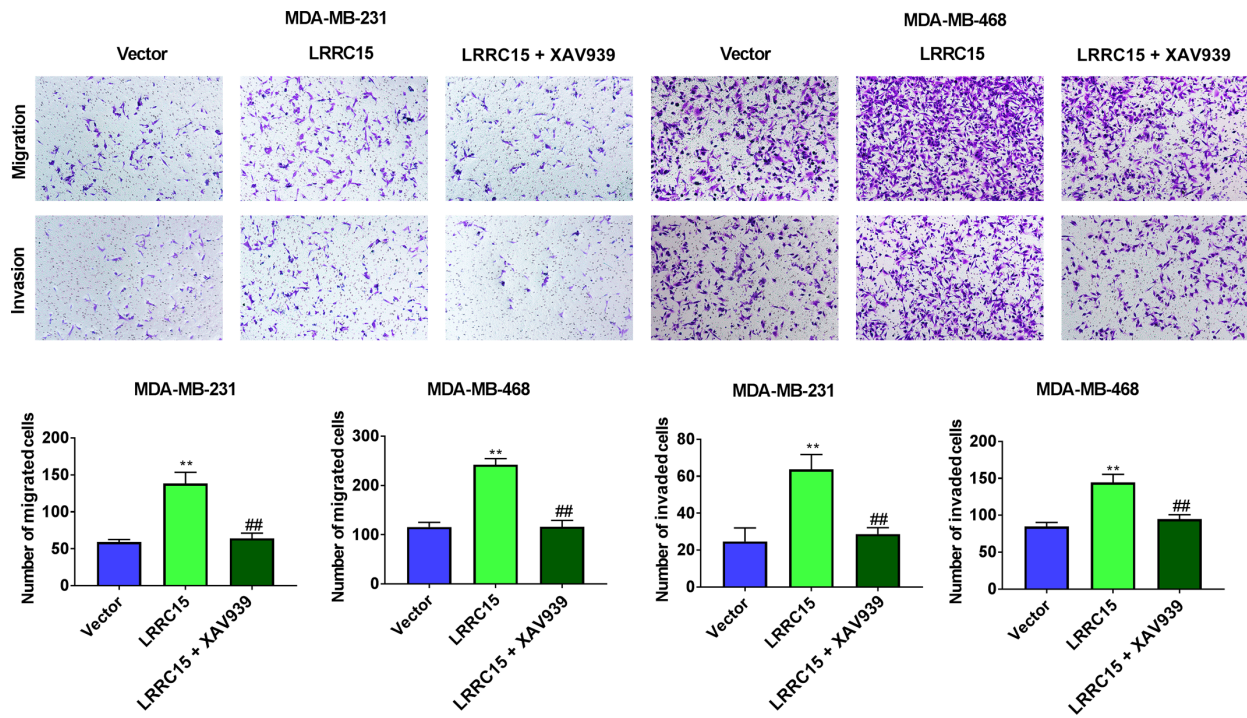 MDA-MB-231
MDA-MB-468
Vector
LRRC15
LRRC15 + XAV939
Vector
LRRC15
LRRC15 + XAV939
Migration
Invasion
MDA-MB-231
Number of migrated cells
200
150
100
50
0
**
##
Vector
LRRC15
LRRC15 + XAV939
MDA-MB-468
Number of migrated cells
300
200
100
0
**
##
Vector
LRRC15
LRRC15 + XAV939
MDA-MB-231
Number of invaded cells
80
60
40
20
0
**
##
Vector
LRRC15
LRRC15 + XAV939
MDA-MB-468
Number of invaded cells
200
150
100
50
0
**
##
Vector
LRRC15
LRRC15 + XAV939